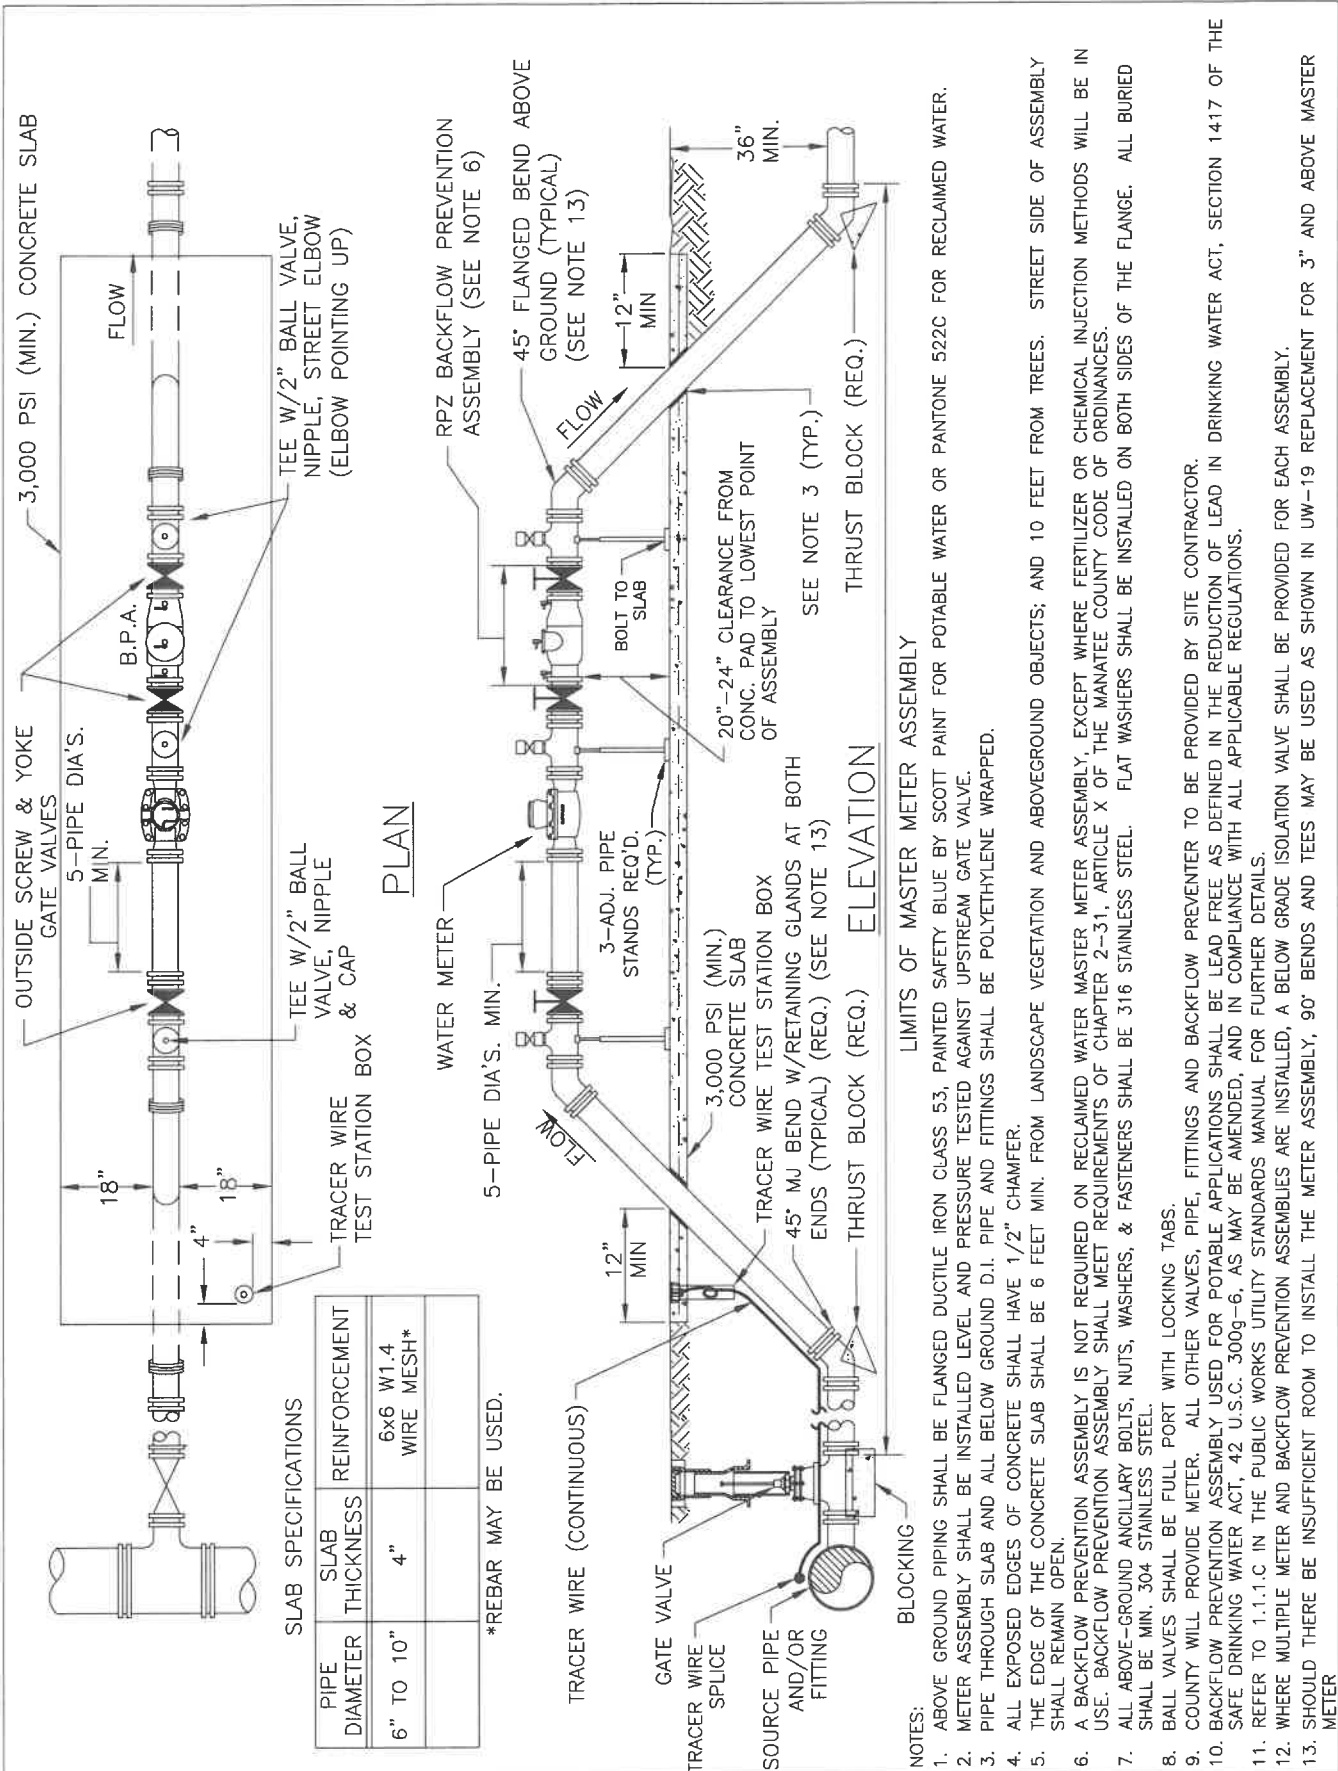 3,000 PSI (MIN.) CONCRETE SLAB
OUTSIDE SCREW & YOKE
GATE VALVES
5-PIPE DIA'S.
MIN.
B.P.A.
FLOW
18"
18"
4"
TRACER WIRE
TEST STATION BOX
TEE W/2" BALL
VALVE, NIPPLE
& CAP
TEE W/2" BALL VALVE,
NIPPLE, STREET ELBOW
(ELBOW POINTING UP)
PLAN
SLAB SPECIFICATIONS
PIPE
DIAMETER
SLAB
THICKNESS
REINFORCEMENT
6" TO 10"
4"
6x6 W1.4
WIRE MESH*
*REBAR MAY BE USED.
RPZ BACKFLOW PREVENTION
ASSEMBLY (SEE NOTE 6)
45° FLANGED BEND ABOVE
GROUND (TYPICAL)
(SEE NOTE 13)
WATER METER
5-PIPE DIA'S. MIN.
FLOW
FLOW
12"
MIN
12"
MIN
36"
MIN.
BOLT TO
SLAB
3-ADJ. PIPE
STANDS REQ'D.
(TYP.)
20"-24" CLEARANCE FROM
CONC. PAD TO LOWEST POINT
OF ASSEMBLY
SEE NOTE 3 (TYP.)
3,000 PSI (MIN.)
CONCRETE SLAB
TRACER WIRE TEST STATION BOX
45° MJ BEND W/RETAINING GLANDS AT BOTH
ENDS (TYPICAL) (REQ.) (SEE NOTE 13)
THRUST BLOCK (REQ.)
THRUST BLOCK (REQ.)
TRACER WIRE (CONTINUOUS)
GATE VALVE
TRACER WIRE
SPLICE
SOURCE PIPE
AND/OR
FITTING
BLOCKING
ELEVATION
LIMITS OF MASTER METER ASSEMBLY
NOTES:
1. ABOVE GROUND PIPING SHALL BE FLANGED DUCTILE IRON CLASS 53, PAINTED SAFETY BLUE BY SCOTT PAINT FOR POTABLE WATER OR PANTONE 522C FOR RECLAIMED WATER.
2. METER ASSEMBLY SHALL BE INSTALLED LEVEL AND PRESSURE TESTED AGAINST UPSTREAM GATE VALVE.
3. PIPE THROUGH SLAB AND ALL BELOW GROUND D.I. PIPE AND FITTINGS SHALL BE POLYETHYLENE WRAPPED.
4. ALL EXPOSED EDGES OF CONCRETE SHALL HAVE 1/2" CHAMFER.
5. THE EDGE OF THE CONCRETE SLAB SHALL BE 6 FEET MIN. FROM LANDSCAPE VEGETATION AND ABOVEGROUND OBJECTS; AND 10 FEET FROM TREES. STREET SIDE OF ASSEMBLY
SHALL REMAIN OPEN.
6. A BACKFLOW PREVENTION ASSEMBLY IS NOT REQUIRED ON RECLAIMED WATER MASTER METER ASSEMBLY, EXCEPT WHERE FERTILIZER OR CHEMICAL INJECTION METHODS WILL BE IN
USE. BACKFLOW PREVENTION ASSEMBLY SHALL MEET REQUIREMENTS OF CHAPTER 2-31, ARTICLE X OF THE MANATEE COUNTY CODE OF ORDINANCES.
7. ALL ABOVE-GROUND ANCILLARY BOLTS, NUTS, WASHERS, & FASTENERS SHALL BE 316 STAINLESS STEEL. FLAT WASHERS SHALL BE INSTALLED ON BOTH SIDES OF THE FLANGE. ALL BURIED
SHALL BE MIN. 304 STAINLESS STEEL.
8. BALL VALVES SHALL BE FULL PORT WITH LOCKING TABS.
9. COUNTY WILL PROVIDE METER. ALL OTHER VALVES, PIPE, FITTINGS AND BACKFLOW PREVENTER TO BE PROVIDED BY SITE CONTRACTOR.
10. BACKFLOW PREVENTION ASSEMBLY USED FOR POTABLE APPLICATIONS SHALL BE LEAD FREE AS DEFINED IN THE REDUCTION OF LEAD IN DRINKING WATER ACT, SECTION 1417 OF THE
SAFE DRINKING WATER ACT, 42 U.S.C. 300g-6, AS MAY BE AMENDED, AND IN COMPLIANCE WITH ALL APPLICABLE REGULATIONS.
11. REFER TO 1.1.1.C IN THE PUBLIC WORKS UTILITY STANDARDS MANUAL FOR FURTHER DETAILS.
12. WHERE MULTIPLE METER AND BACKFLOW PREVENTION ASSEMBLIES ARE INSTALLED, A BELOW GRADE ISOLATION VALVE SHALL BE PROVIDED FOR EACH ASSEMBLY.
13. SHOULD THERE BE INSUFFICIENT ROOM TO INSTALL THE METER ASSEMBLY, 90° BENDS AND TEES MAY BE USED AS SHOWN IN UW-19 REPLACEMENT FOR 3" AND ABOVE MASTER
METER